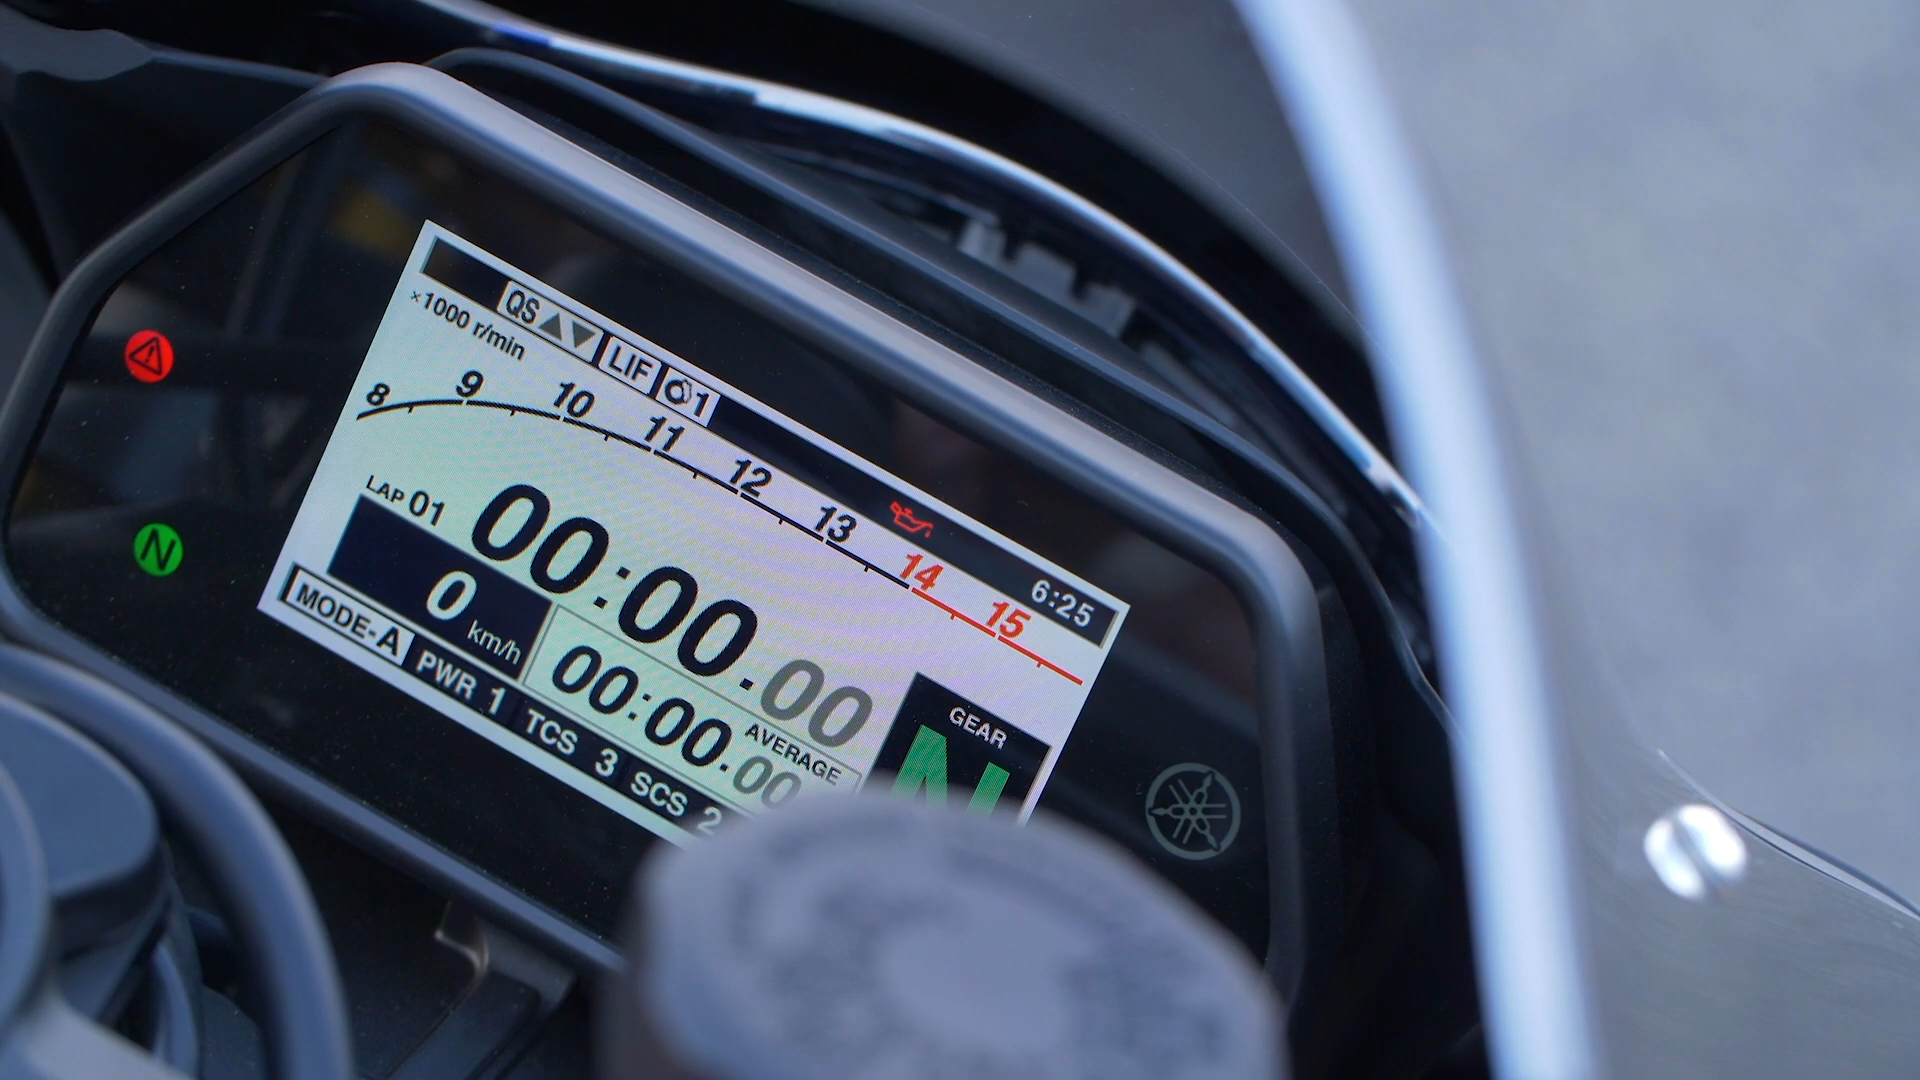 QS LIF 1
×1000 r/min
8 9 10 11 12 13 14 15
6:25
LAP 01
00:00.00
0 km/h
00:00.00
AVERAGE
GEAR
N
MODE-A PWR 1 TCS 3 SCS 2
N